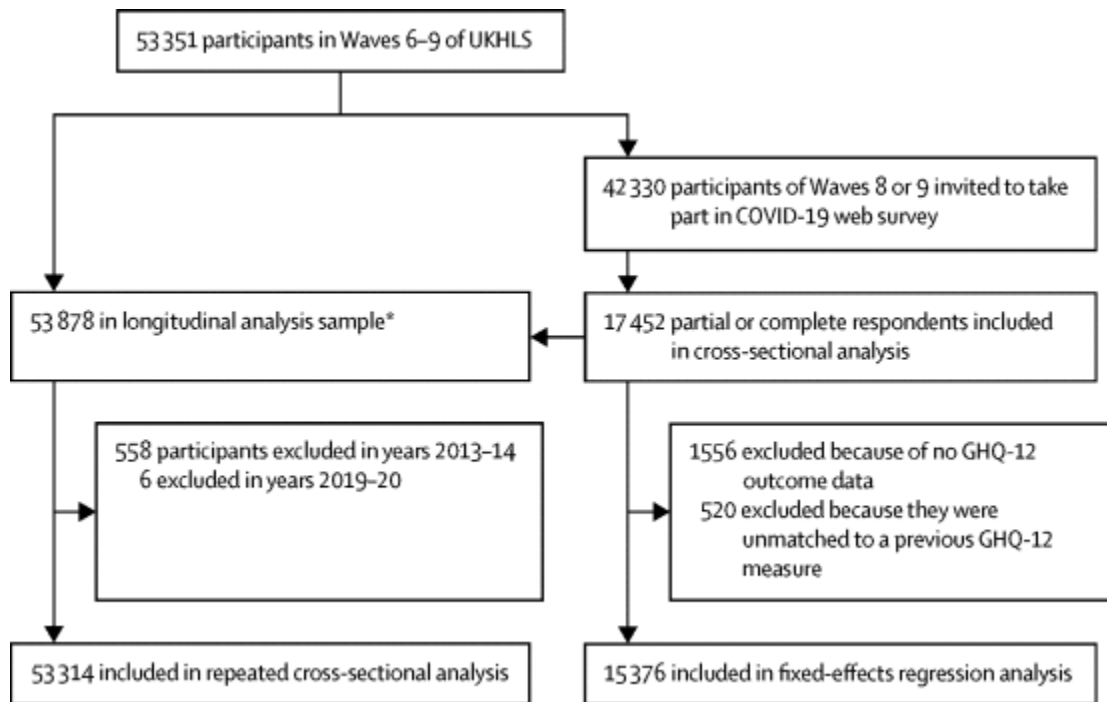 53 351 participants in Waves 6–9 of UKHLS
42 330 participants of Waves 8 or 9 invited to take
part in COVID-19 web survey
53 878 in longitudinal analysis sample*
17 452 partial or complete respondents included
in cross-sectional analysis
558 participants excluded in years 2013–14
6 excluded in years 2019–20
1556 excluded because of no GHQ-12
outcome data
520 excluded because they were
unmatched to a previous GHQ-12
measure
53 314 included in repeated cross-sectional analysis
15 376 included in fixed-effects regression analysis